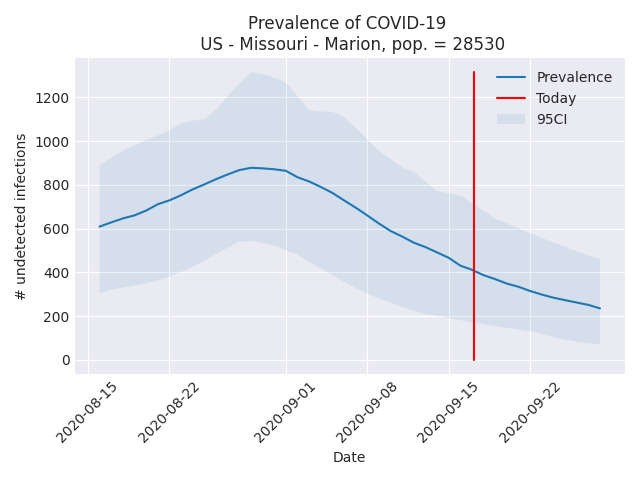 Prevalence of COVID-19
US - Missouri - Marion, pop. = 28530
Prevalence
Today
95CI
# undetected infections
1200
1000
800
600
400
200
0
2020-08-15
2020-08-22
2020-09-01
2020-09-08
2020-09-15
2020-09-22
Date